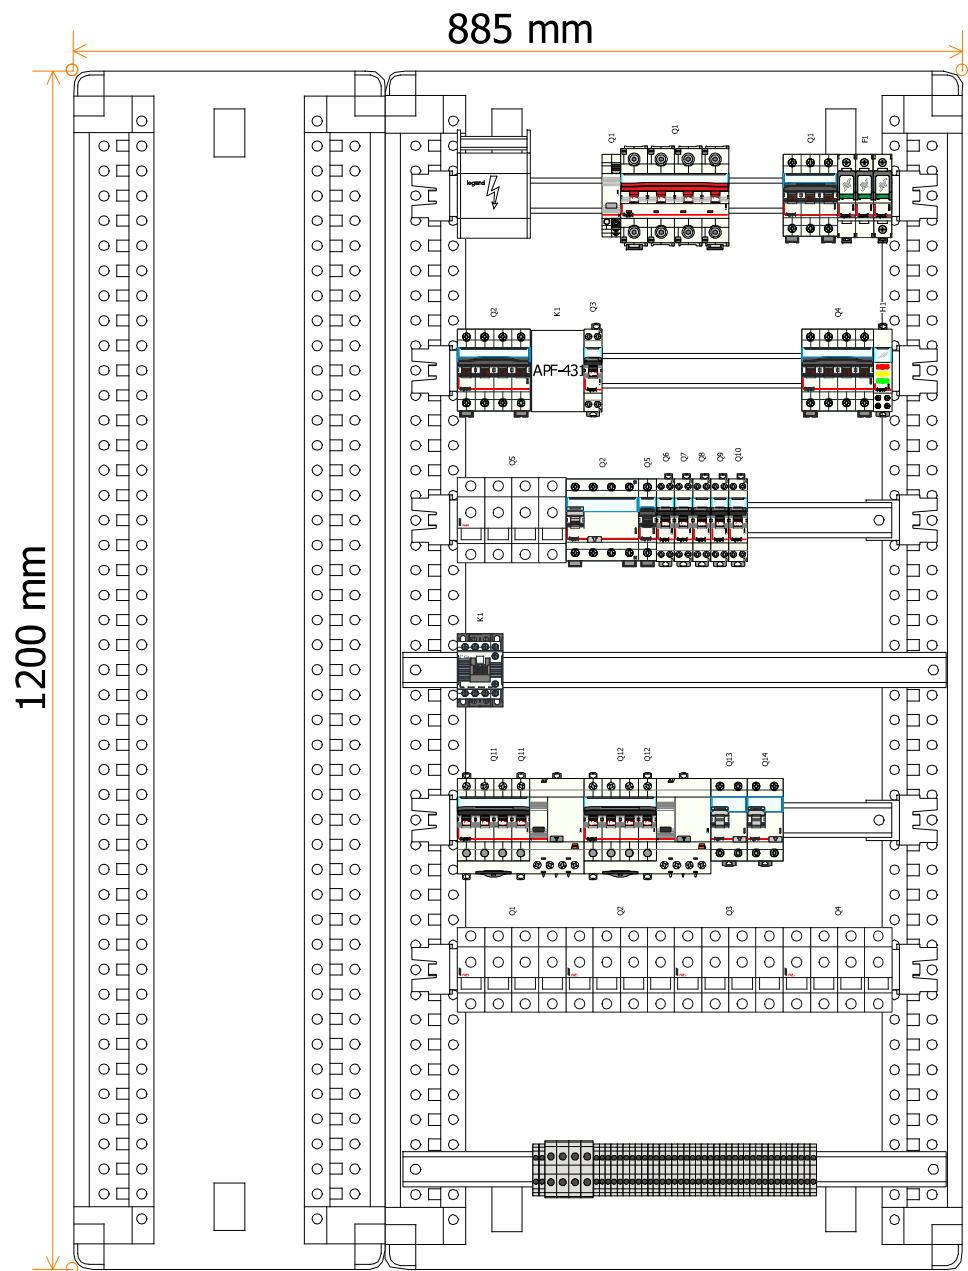 885 mm
1200 mm
Q1 Q1 Q1 F1
legrand
Q2 K1 Q3 Q4 H1
APF-431
Q5 Q2 Q5 Q6 Q7 Q8 Q9 Q10
K1
Q11 Q11 Q12 Q12 Q13 Q14
Q1 Q2 Q3 Q4